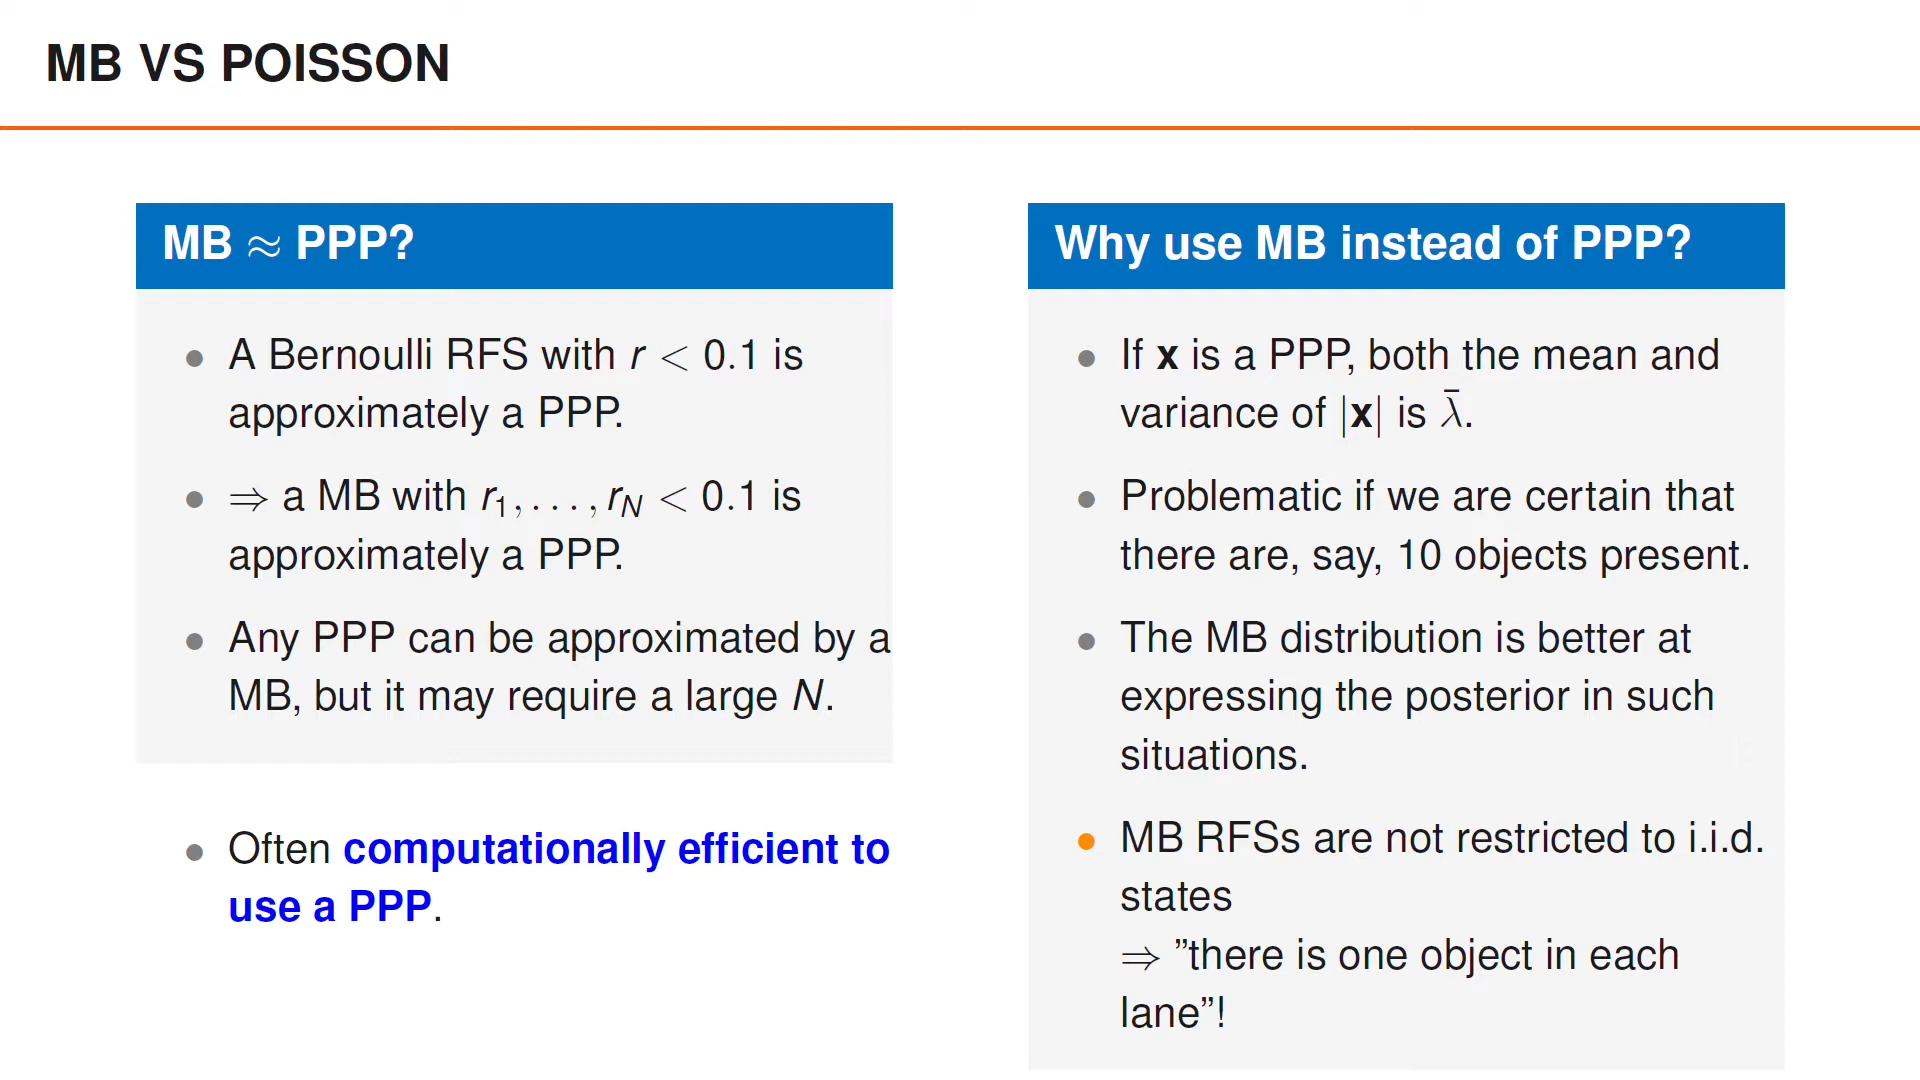 MB VS POISSON
MB ≈ PPP?
● A Bernoulli RFS with r < 0.1 is
approximately a PPP.
● ⇒ a MB with r₁, . . . , r_N < 0.1 is
approximately a PPP.
● Any PPP can be approximated by a
MB, but it may require a large N.
● Often computationally efficient to
use a PPP.
Why use MB instead of PPP?
● If x is a PPP, both the mean and
variance of |x| is λ̄.
● Problematic if we are certain that
there are, say, 10 objects present.
● The MB distribution is better at
expressing the posterior in such
situations.
● MB RFSs are not restricted to i.i.d.
states
⇒ ”there is one object in each
lane”!